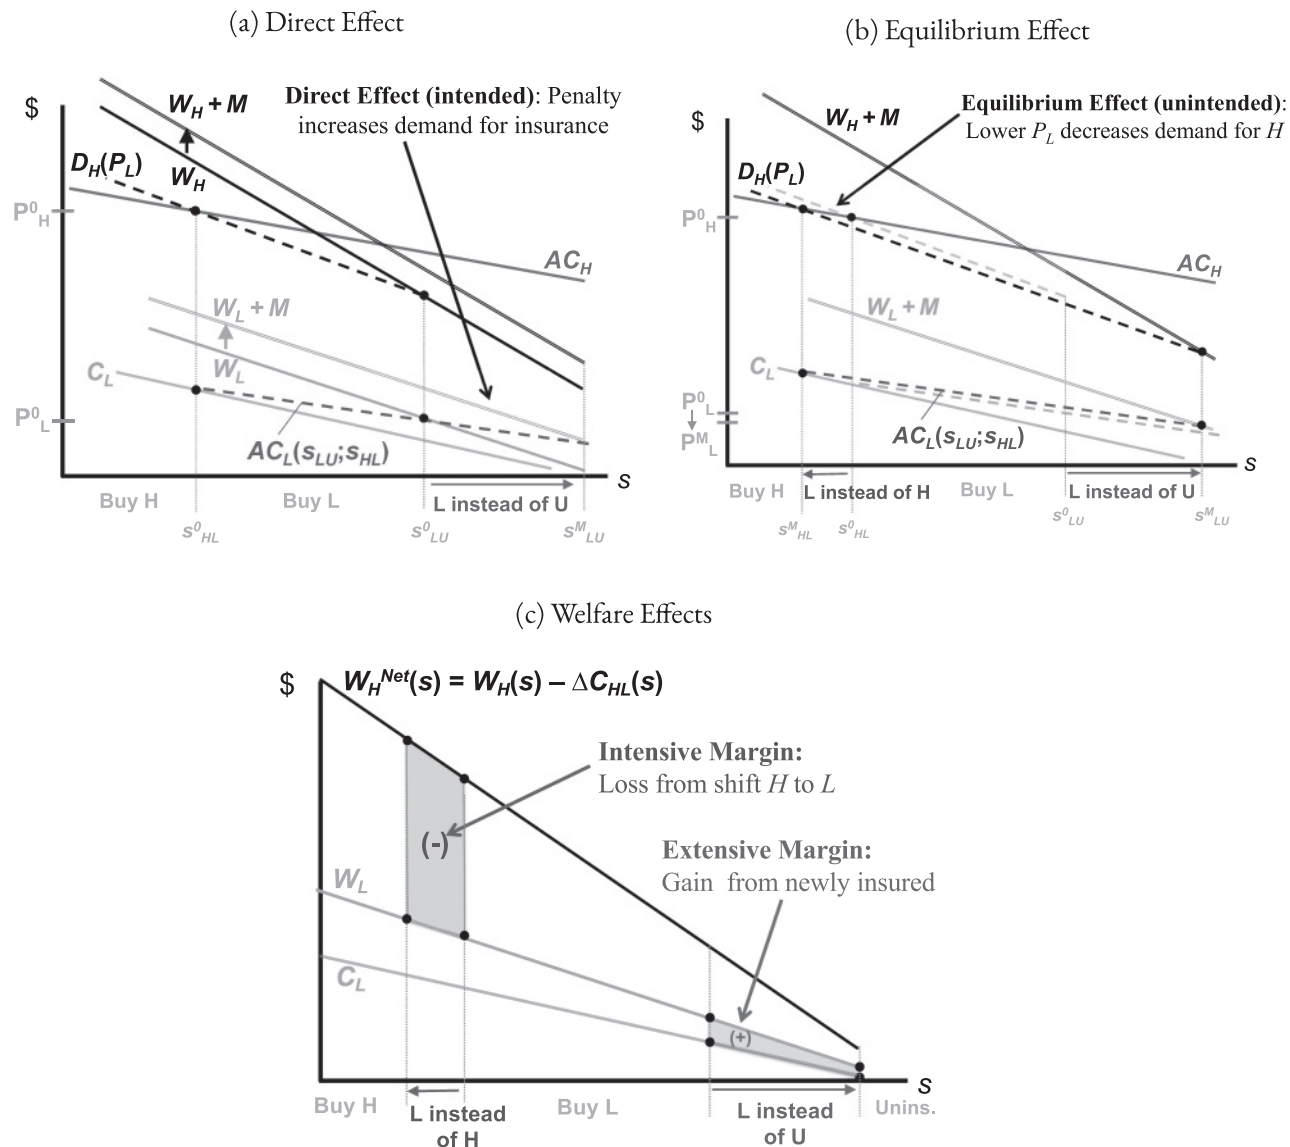 (a) Direct Effect
$
W_H + M
W_H
D_H(P_L)
Direct Effect (intended): Penalty
increases demand for insurance
P^0_H
AC_H
W_L + M
W_L
C_L
P^0_L
AC_L(s_LU;s_HL)
s
Buy H
Buy L
L instead of U
s^0_HL
s^0_LU
s^M_LU
(b) Equilibrium Effect
$
W_H + M
Equilibrium Effect (unintended):
Lower P_L decreases demand for H
D_H(P_L)
P^0_H
AC_H
W_L + M
C_L
P^0_L
P^M_L
AC_L(s_LU;s_HL)
s
Buy H
L instead of H
Buy L
L instead of U
s^M_HL
s^0_HL
s^0_LU
s^M_LU
(c) Welfare Effects
$
W_H^Net(s) = W_H(s) – ΔC_HL(s)
Intensive Margin:
Loss from shift H to L
(-)
Extensive Margin:
Gain from newly insured
W_L
C_L
(+)
s
Buy H
L instead
of H
Buy L
L instead
of U
Unins.